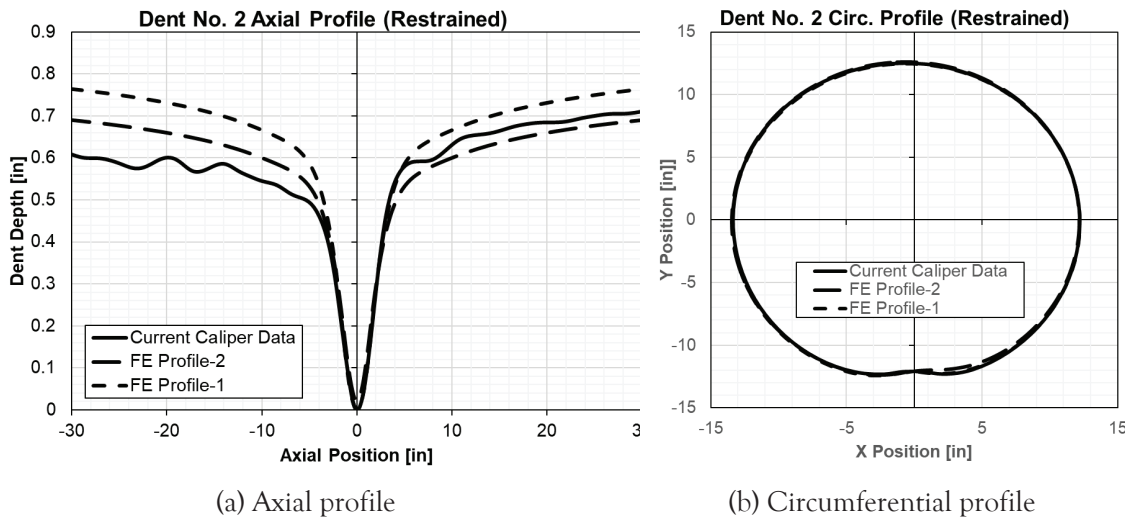 Dent No. 2 Axial Profile (Restrained)
0.9
0.8
0.7
0.6
0.5
0.4
0.3
0.2
0.1
0
Dent Depth [in]
-30
-20
-10
0
10
20
3
Axial Position [in]
Current Caliper Data
FE Profile-2
FE Profile-1
(a) Axial profile
Dent No. 2 Circ. Profile (Restrained)
15
10
5
0
-5
-10
-15
Y Position [in]]
-15
-5
5
15
X Position [in]
Current Caliper Data
FE Profile-2
FE Profile-1
(b) Circumferential profile